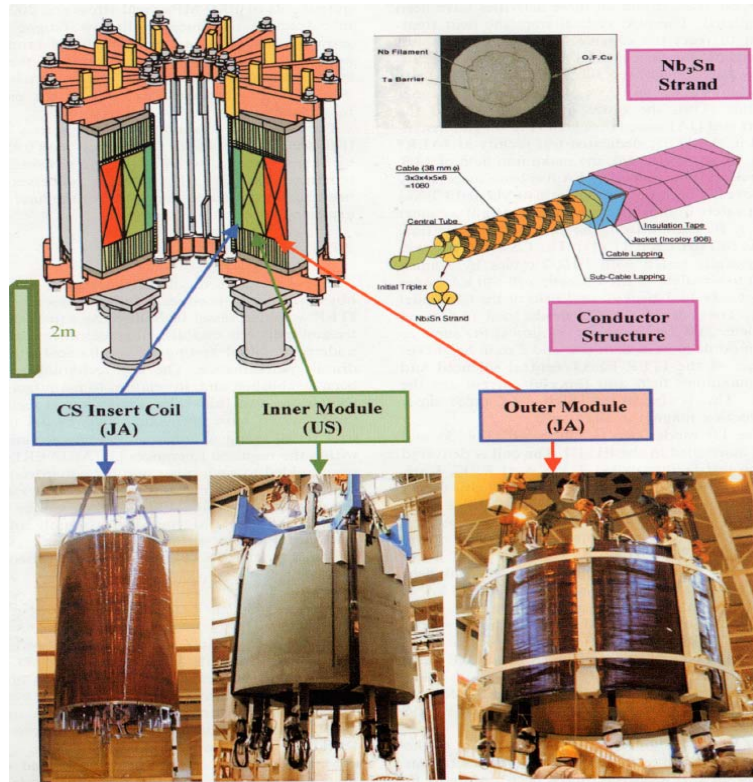 Nb Filament
Ta Barrier
O.F.Cu
Nb₃Sn
Strand
Cable (38 mmφ)
3x3x4x5x6
=1080
Central Tube
Insulation Tape
Jacket (Incoloy 908)
Cable Lapping
Sub-Cable Lapping
Initial Triplex
Nb₃Sn Strand
Conductor
Structure
2m
CS Insert Coil
(JA)
Inner Module
(US)
Outer Module
(JA)